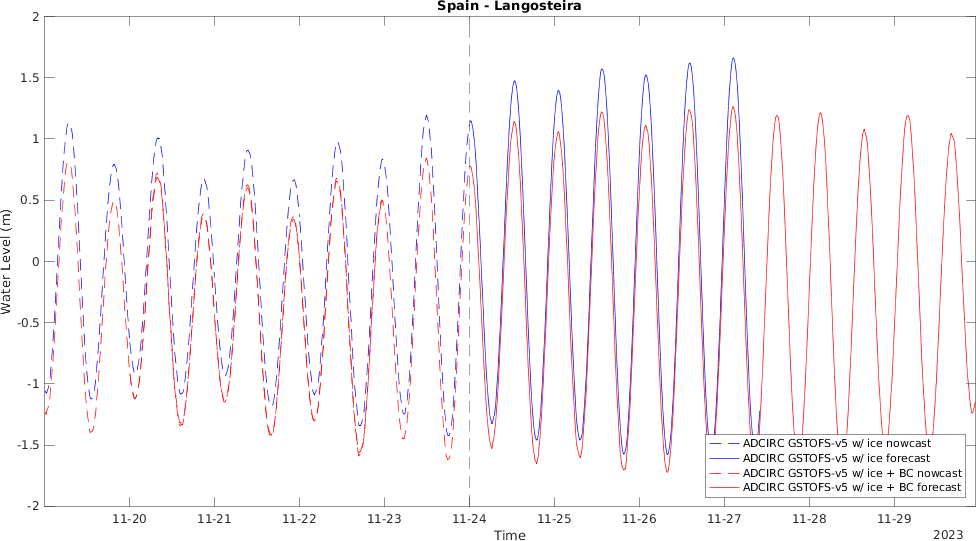 Spain - Langosteira
2
1.5
1
0.5
0
-0.5
-1
-1.5
-2
Water Level (m)
ADCIRC GSTOFS-v5 w/ ice nowcast
ADCIRC GSTOFS-v5 w/ ice forecast
ADCIRC GSTOFS-v5 w/ ice + BC nowcast
ADCIRC GSTOFS-v5 w/ ice + BC forecast
11-20 11-21 11-22 11-23 11-24 11-25 11-26 11-27 11-28 11-29
Time
2023